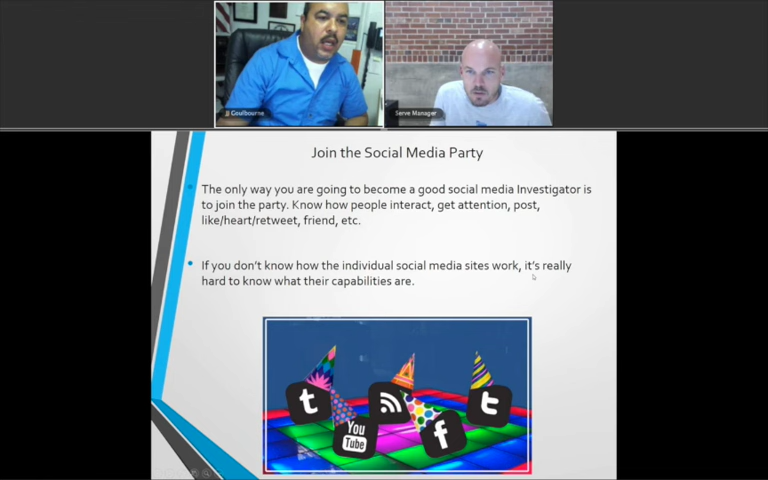 JJ Coulbourne
Serve Manager
Join the Social Media Party
The only way you are going to become a good social media Investigator is
to join the party. Know how people interact, get attention, post,
like/heart/retweet, friend, etc.
If you don't know how the individual social media sites work, it's really
hard to know what their capabilities are.
t
You
Tube
f
t